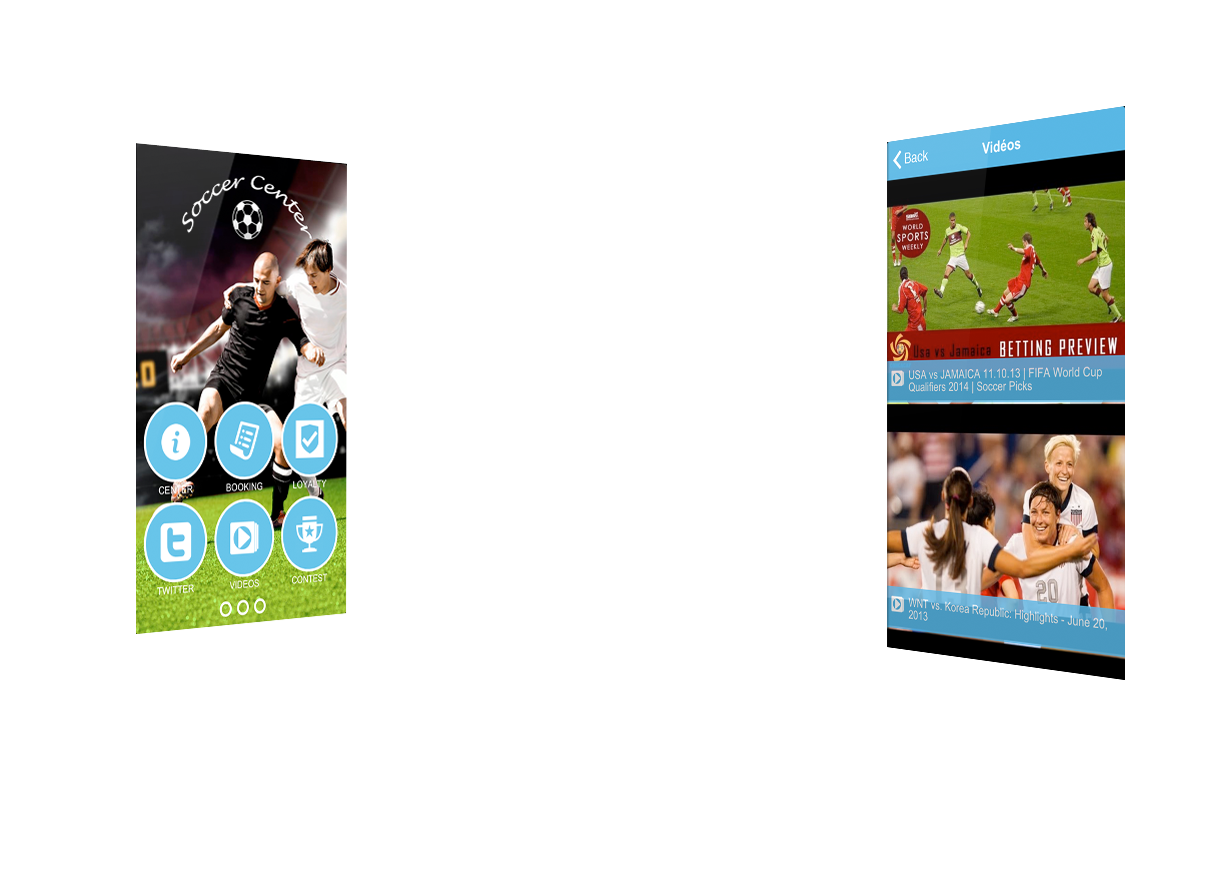 Soccer Center
CENTER
BOOKING
LOYALTY
TWITTER
VIDEOS
CONTEST
Back
Vidéos
WORLD
SPORTS
WEEKLY
Usa vs Jamaica BETTING PREVIEW
USA vs JAMAICA 11.10.13 | FIFA World Cup
Qualifiers 2014 | Soccer Picks
20
WNT vs. Korea Republic: Highlights - June 20,
2013